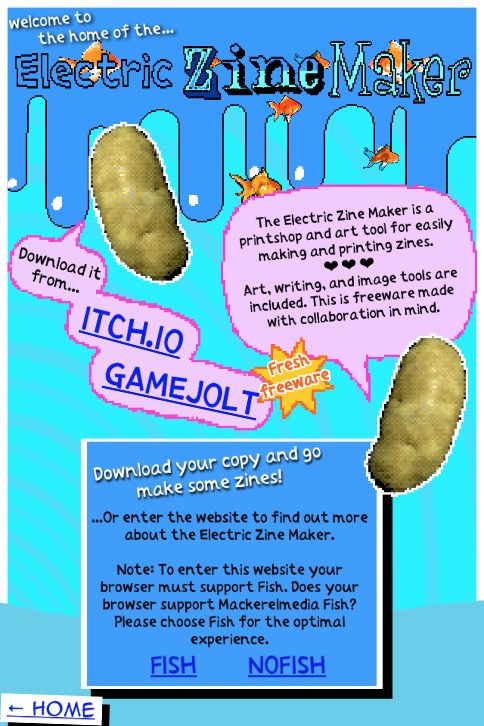 welcome to
the home of the...
Electric Zine Maker
The Electric Zine Maker is a
printshop and art tool for easily
making and printing zines.
❤ ❤ ❤
Art, writing, and image tools are
included. This is freeware made
with collaboration in mind.
Download it
from...
ITCH.IO
GAMEJOLT
Fresh
freeware
Download your copy and go
make some zines!
...Or enter the website to find out more
about the Electric Zine Maker.
Note: To enter this website your
browser must support Fish. Does your
browser support Mackerelmedia Fish?
Please choose Fish for the optimal
experience.
FISH NOFISH
← HOME